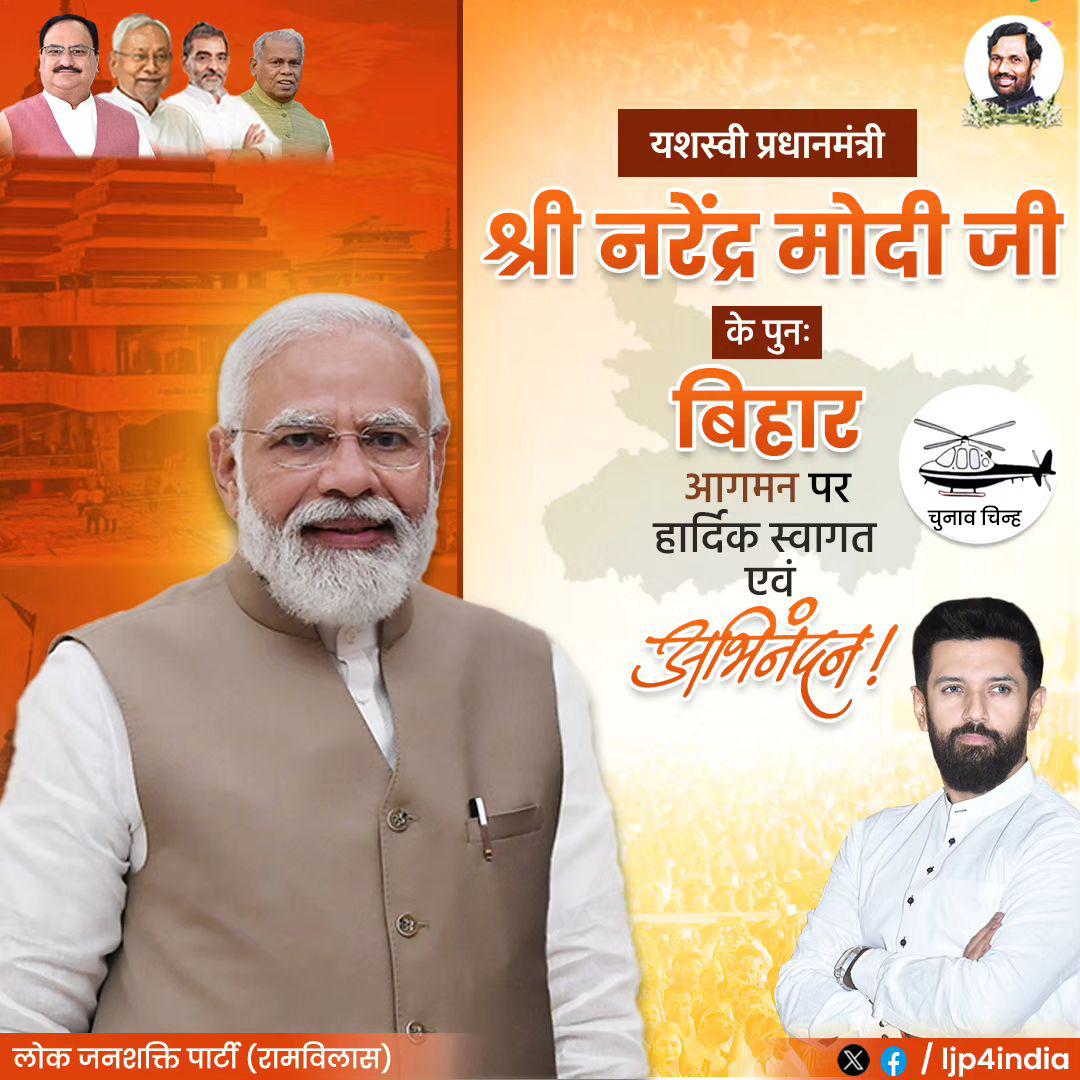 यशस्वी प्रधानमंत्री
श्री नरेंद्र मोदी जी
के पुनः
बिहार
आगमन पर
हार्दिक स्वागत
एवं
अभिनंदन!
चुनाव चिन्ह
लोक जनशक्ति पार्टी (रामविलास)
/ ljp4india